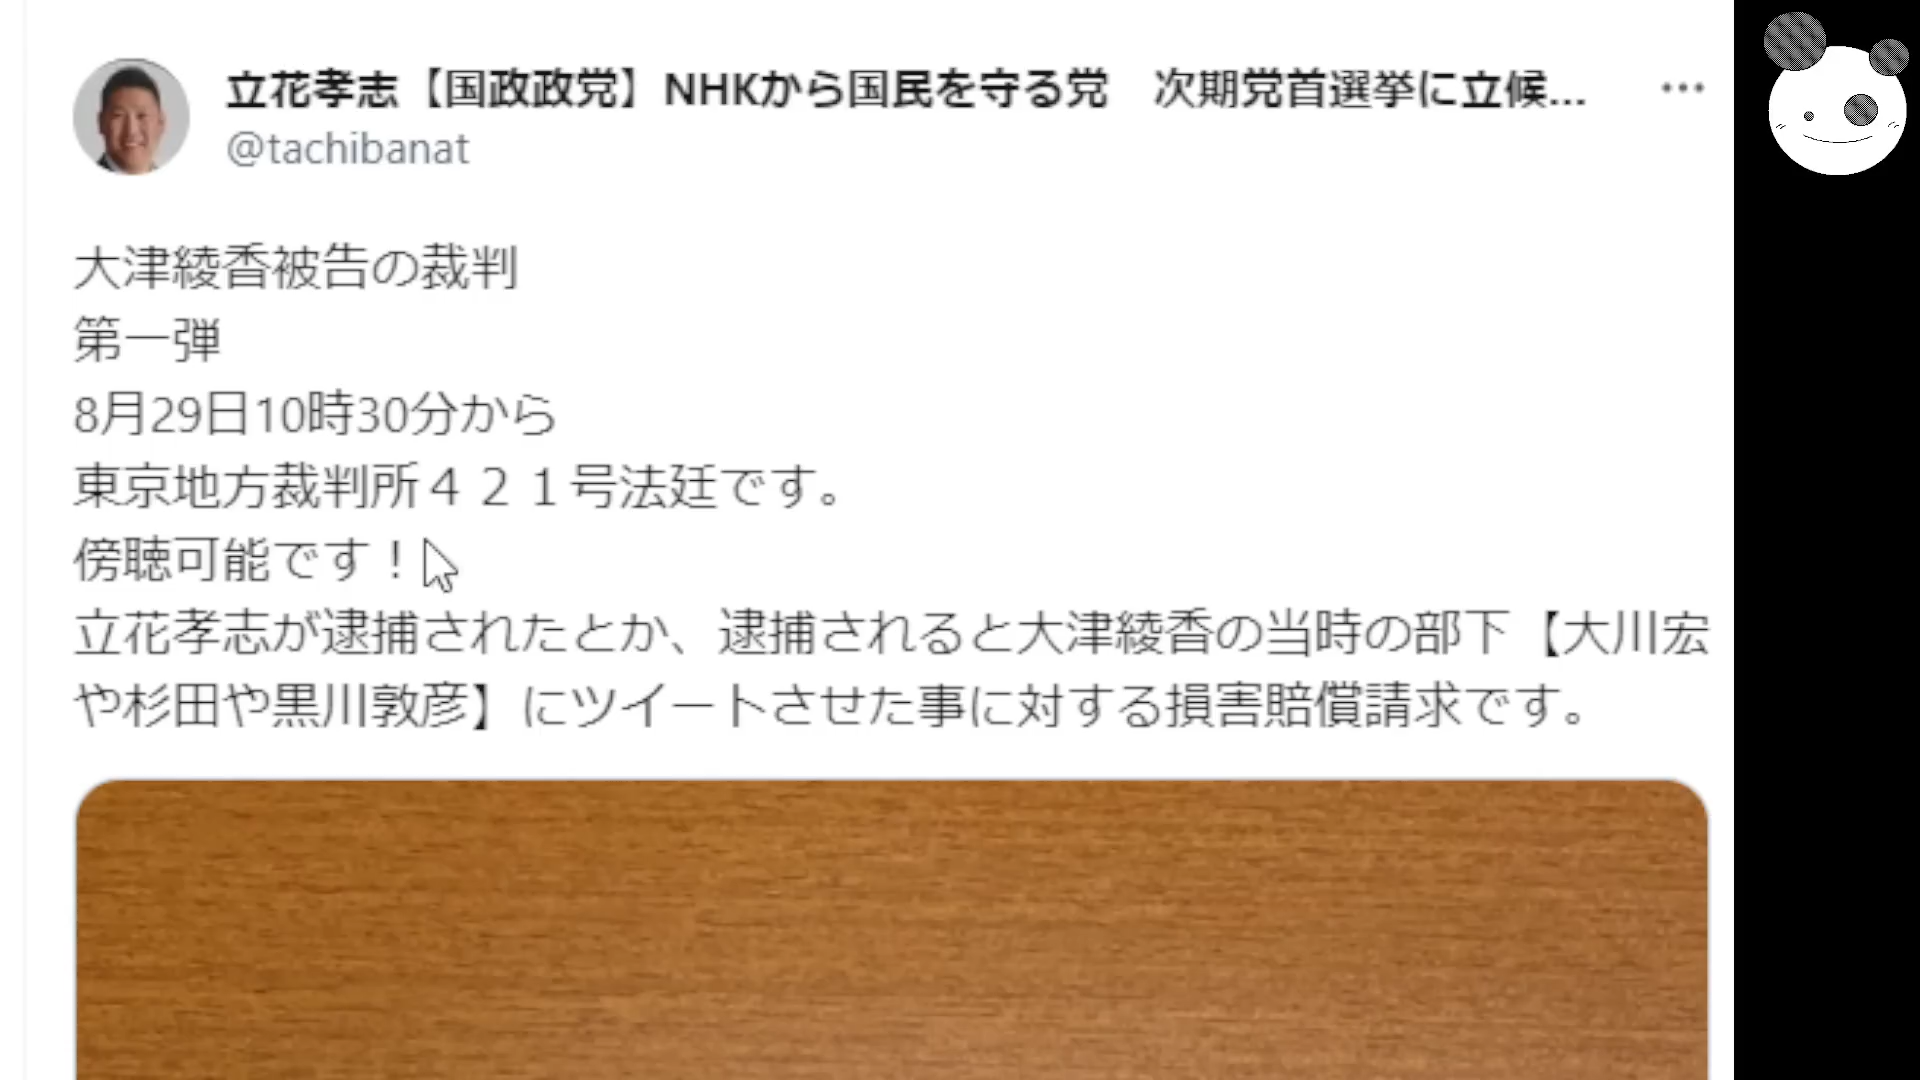 立花孝志【国政政党】NHKから国民を守る党　次期党首選挙に立候...
@tachibanat
大津綾香被告の裁判
第一弾
8月29日10時30分から
東京地方裁判所４２１号法廷です。
傍聴可能です！
立花孝志が逮捕されたとか、逮捕されると大津綾香の当時の部下【大川宏
や杉田や黒川敦彦】にツイートさせた事に対する損害賠償請求です。